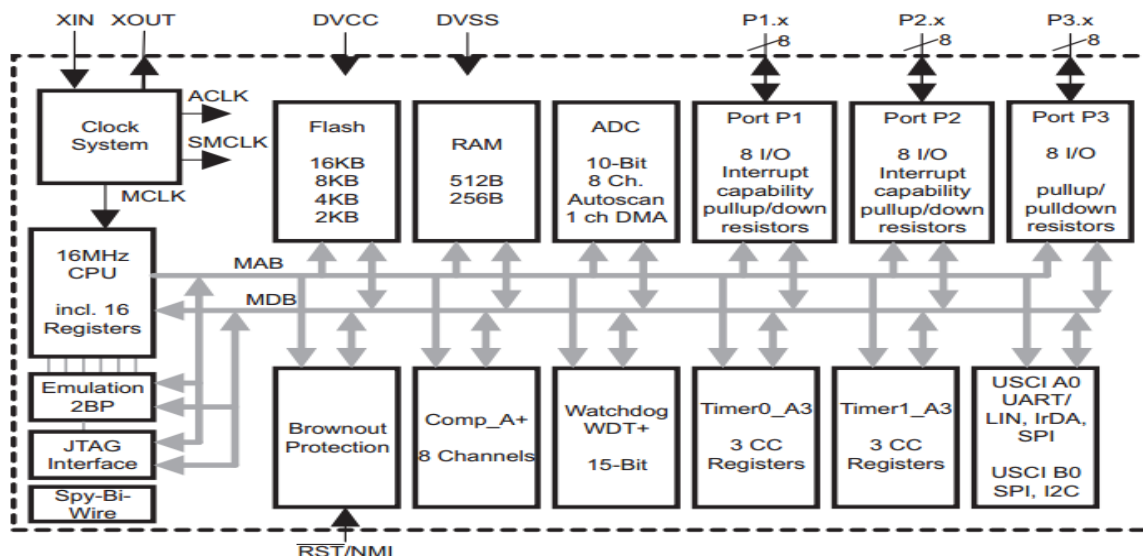 XIN XOUT DVCC DVSS P1.x P2.x P3.x
8 8 8
Clock
System
ACLK
SMCLK
MCLK
Flash
16KB
8KB
4KB
2KB
RAM
512B
256B
ADC
10-Bit
8 Ch.
Autoscan
1 ch DMA
Port P1
8 I/O
Interrupt
capability
pullup/down
resistors
Port P2
8 I/O
Interrupt
capability
pullup/down
resistors
Port P3
8 I/O
pullup/
pulldown
resistors
16MHz
CPU
incl. 16
Registers
MAB
MDB
Emulation
2BP
JTAG
Interface
Spy-Bi-
Wire
Brownout
Protection
Comp_A+
8 Channels
Watchdog
WDT+
15-Bit
Timer0_A3
3 CC
Registers
Timer1_A3
3 CC
Registers
USCI A0
UART/
LIN, IrDA,
SPI
USCI B0
SPI, I2C
RST/NMI